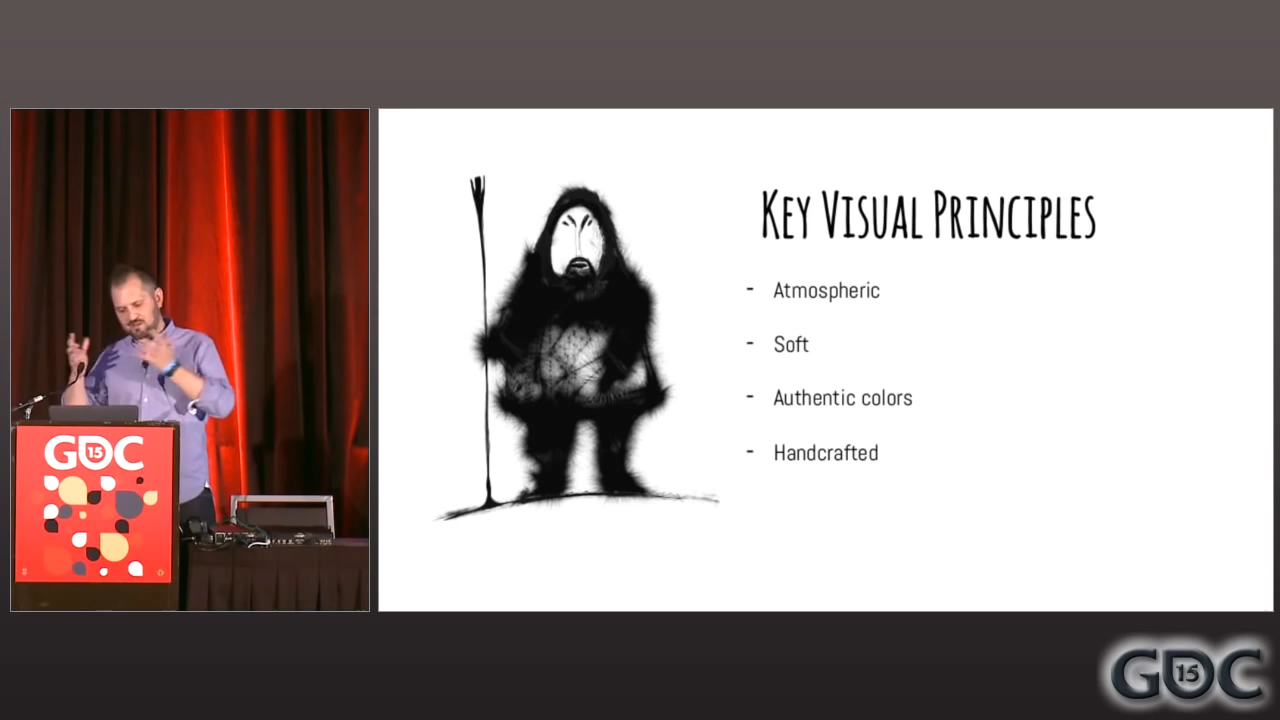 Key Visual Principles
- Atmospheric
- Soft
- Authentic colors
- Handcrafted
GDC
15
GDC
15